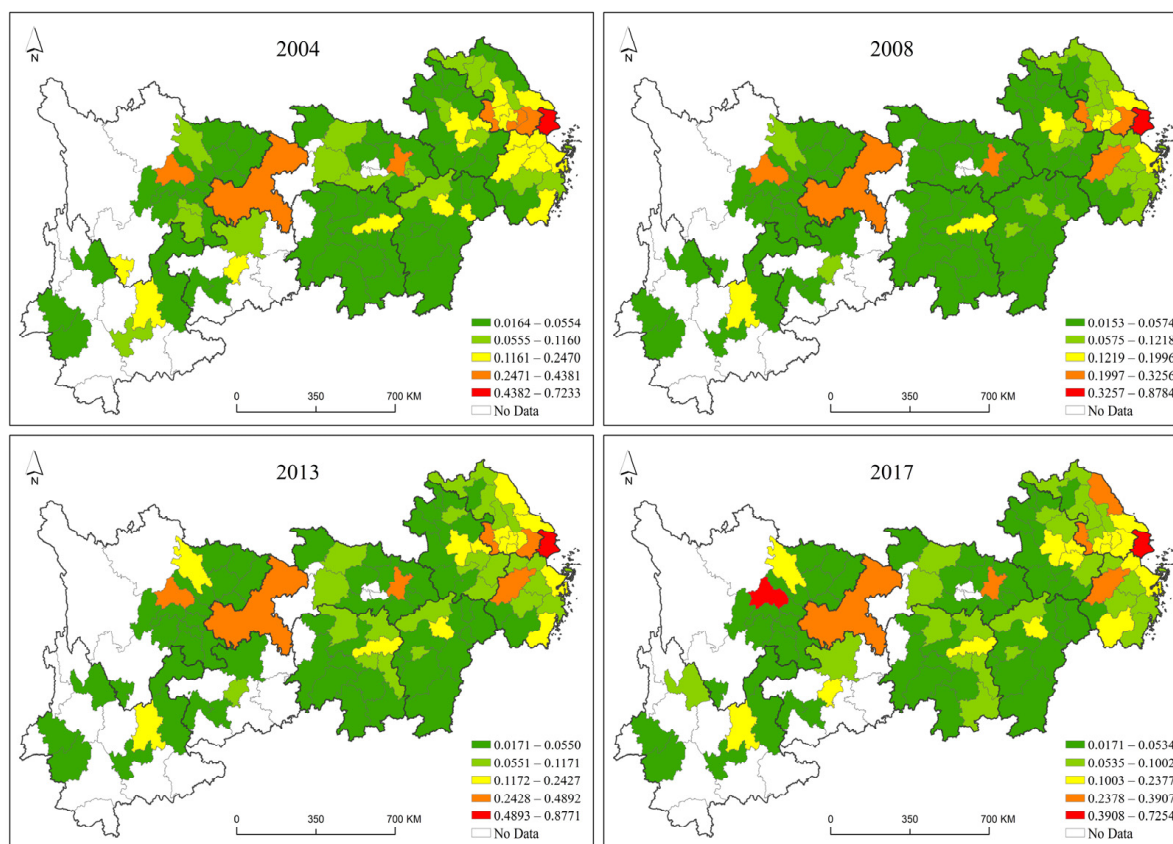 N
2004
0.0164 – 0.0554
0.0555 – 0.1160
0.1161 – 0.2470
0.2471 – 0.4381
0.4382 – 0.7233
No Data
0 350 700 KM
N
2008
0.0153 – 0.0574
0.0575 – 0.1218
0.1219 – 0.1996
0.1997 – 0.3256
0.3257 – 0.8784
No Data
0 350 700 KM
N
2013
0.0171 – 0.0550
0.0551 – 0.1171
0.1172 – 0.2427
0.2428 – 0.4892
0.4893 – 0.8771
No Data
0 350 700 KM
N
2017
0.0171 – 0.0534
0.0535 – 0.1002
0.1003 – 0.2377
0.2378 – 0.3907
0.3908 – 0.7254
No Data
0 350 700 KM